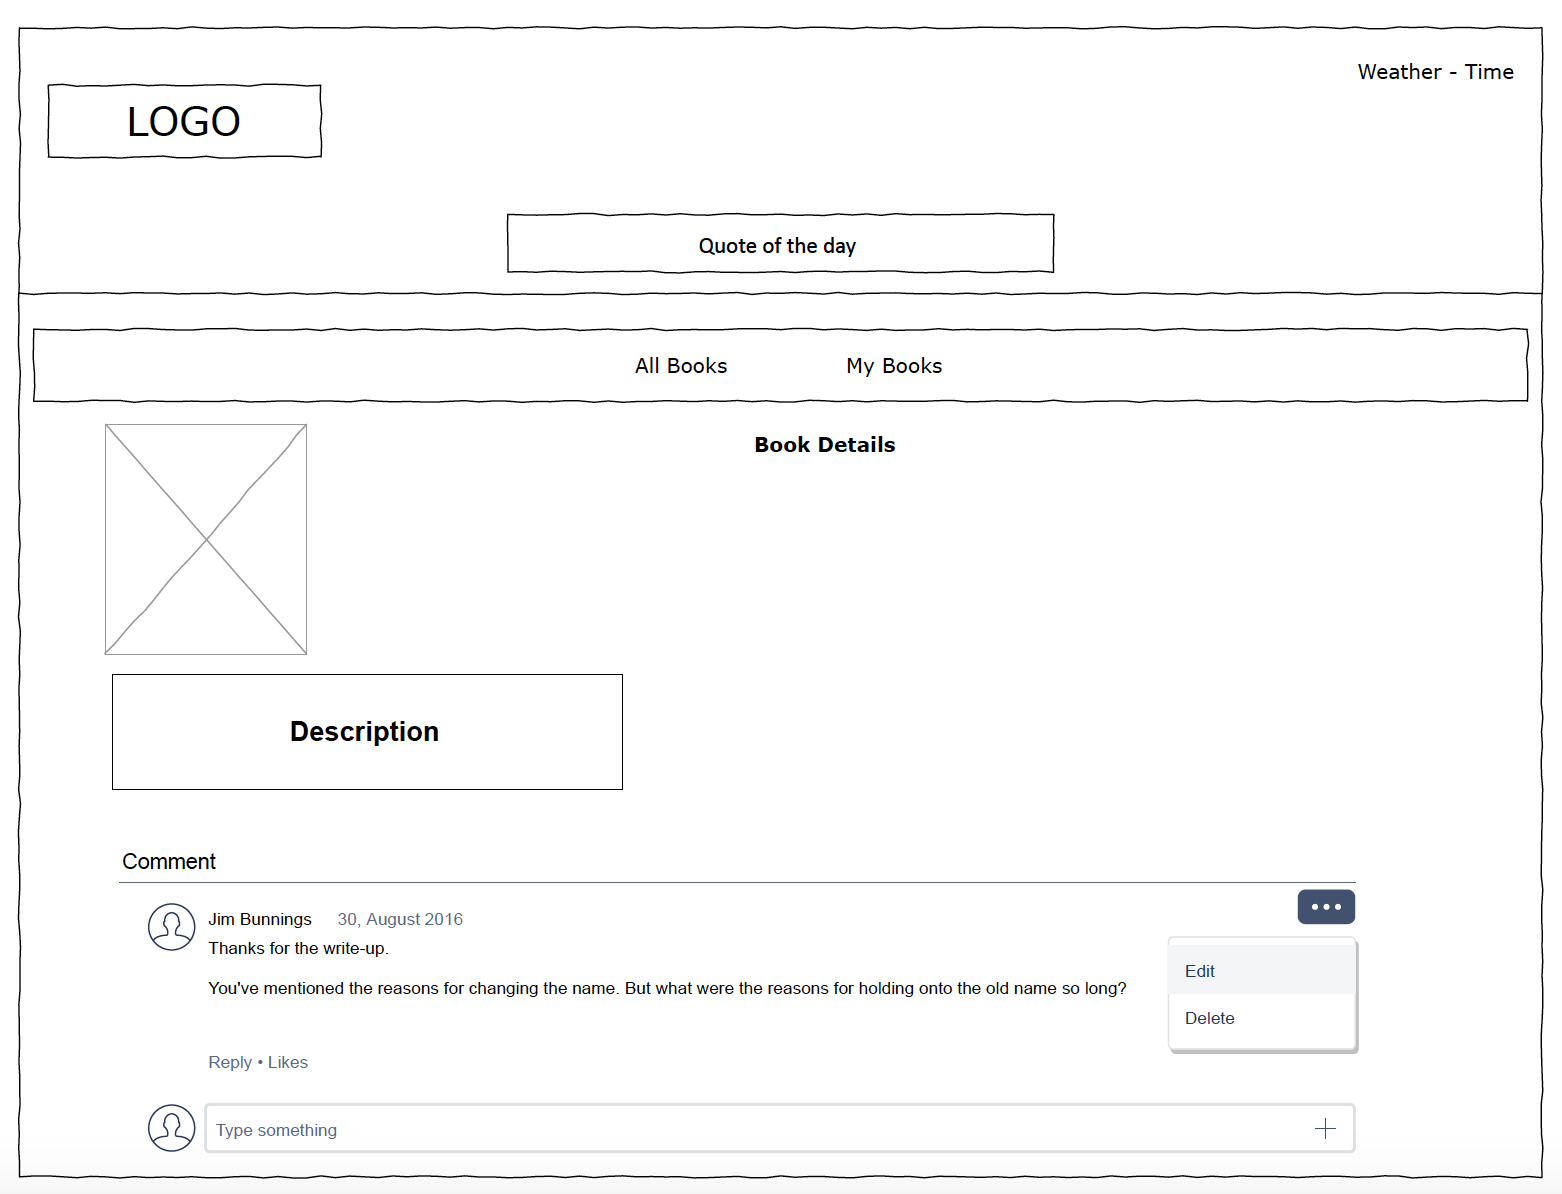 Weather - Time
LOGO
Quote of the day
All Books My Books
Book Details
Description
Comment
Jim Bunnings 30, August 2016
Thanks for the write-up.
You've mentioned the reasons for changing the name. But what were the reasons for holding onto the old name so long?
Edit
Delete
Reply • Likes
Type something